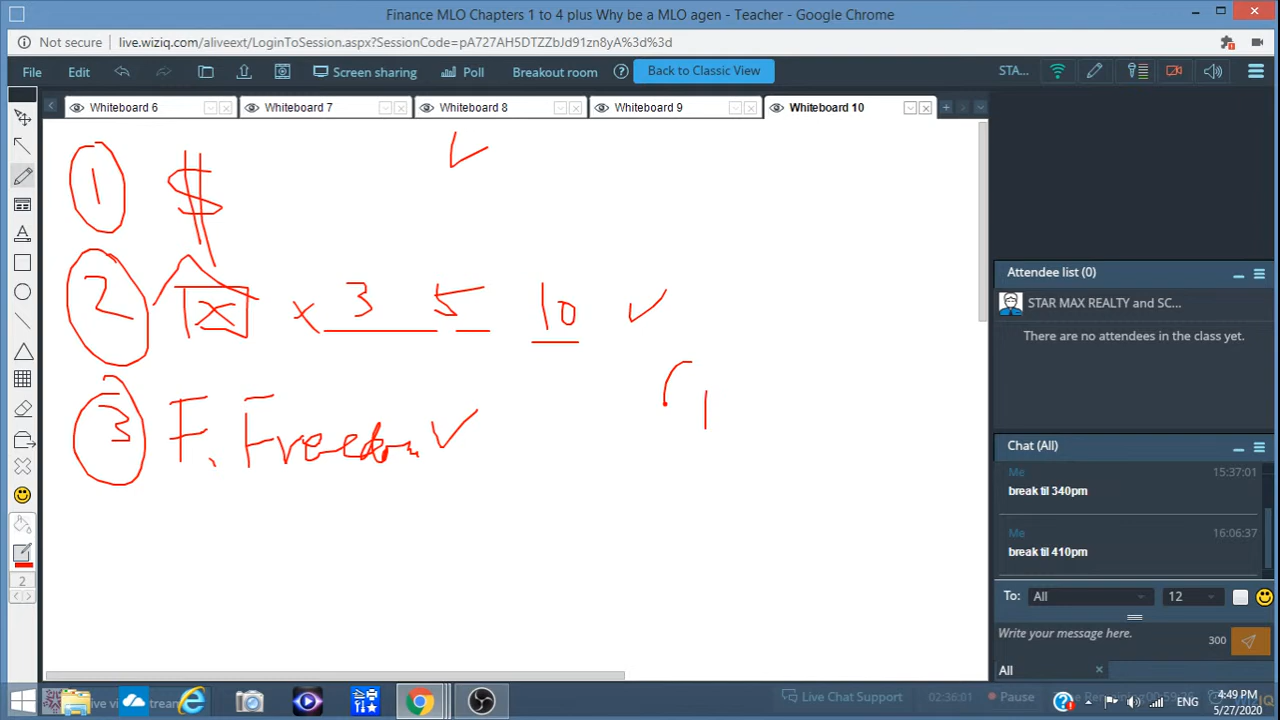 Finance MLO Chapters 1 to 4 plus Why be a MLO agen - Teacher - Google Chrome
Not secure | live.wiziq.com/aliveext/LoginToSession.aspx?SessionCode=pA727AH5DTZZbJd91zn8yA%3d%3d
File Edit Screen sharing Poll Breakout room ? Back to Classic View STA...
Whiteboard 6 Whiteboard 7 Whiteboard 8 Whiteboard 9 Whiteboard 10 +
1 $
2 x x 3 5 10
3 F. Freedom
Attendee list (0)
STAR MAX REALTY and SC...
There are no attendees in the class yet.
Chat (All)
Me 15:37:01
break til 340pm
Me 16:06:37
break til 410pm
To: All 12
Write your message here. 300
All
A
2
Live Chat Support 02:36:01 Pause
4:49 PM
5/27/2020